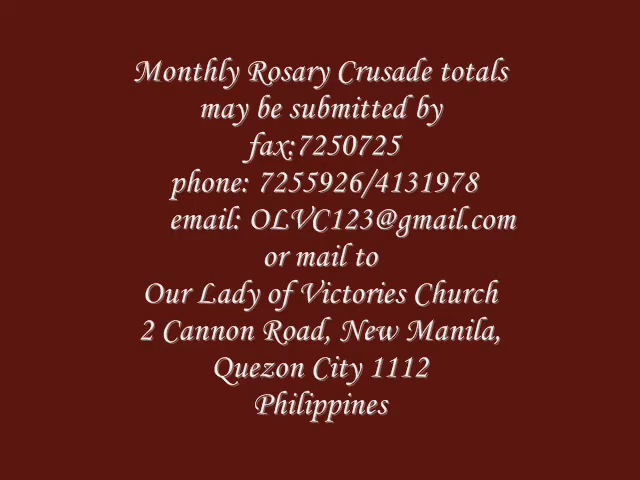 Monthly Rosary Crusade totals
may be submitted by
fax:7250725
phone: 7255926/4131978
email: OLVC123@gmail.com
or mail to
Our Lady of Victories Church
2 Cannon Road, New Manila,
Quezon City 1112
Philippines